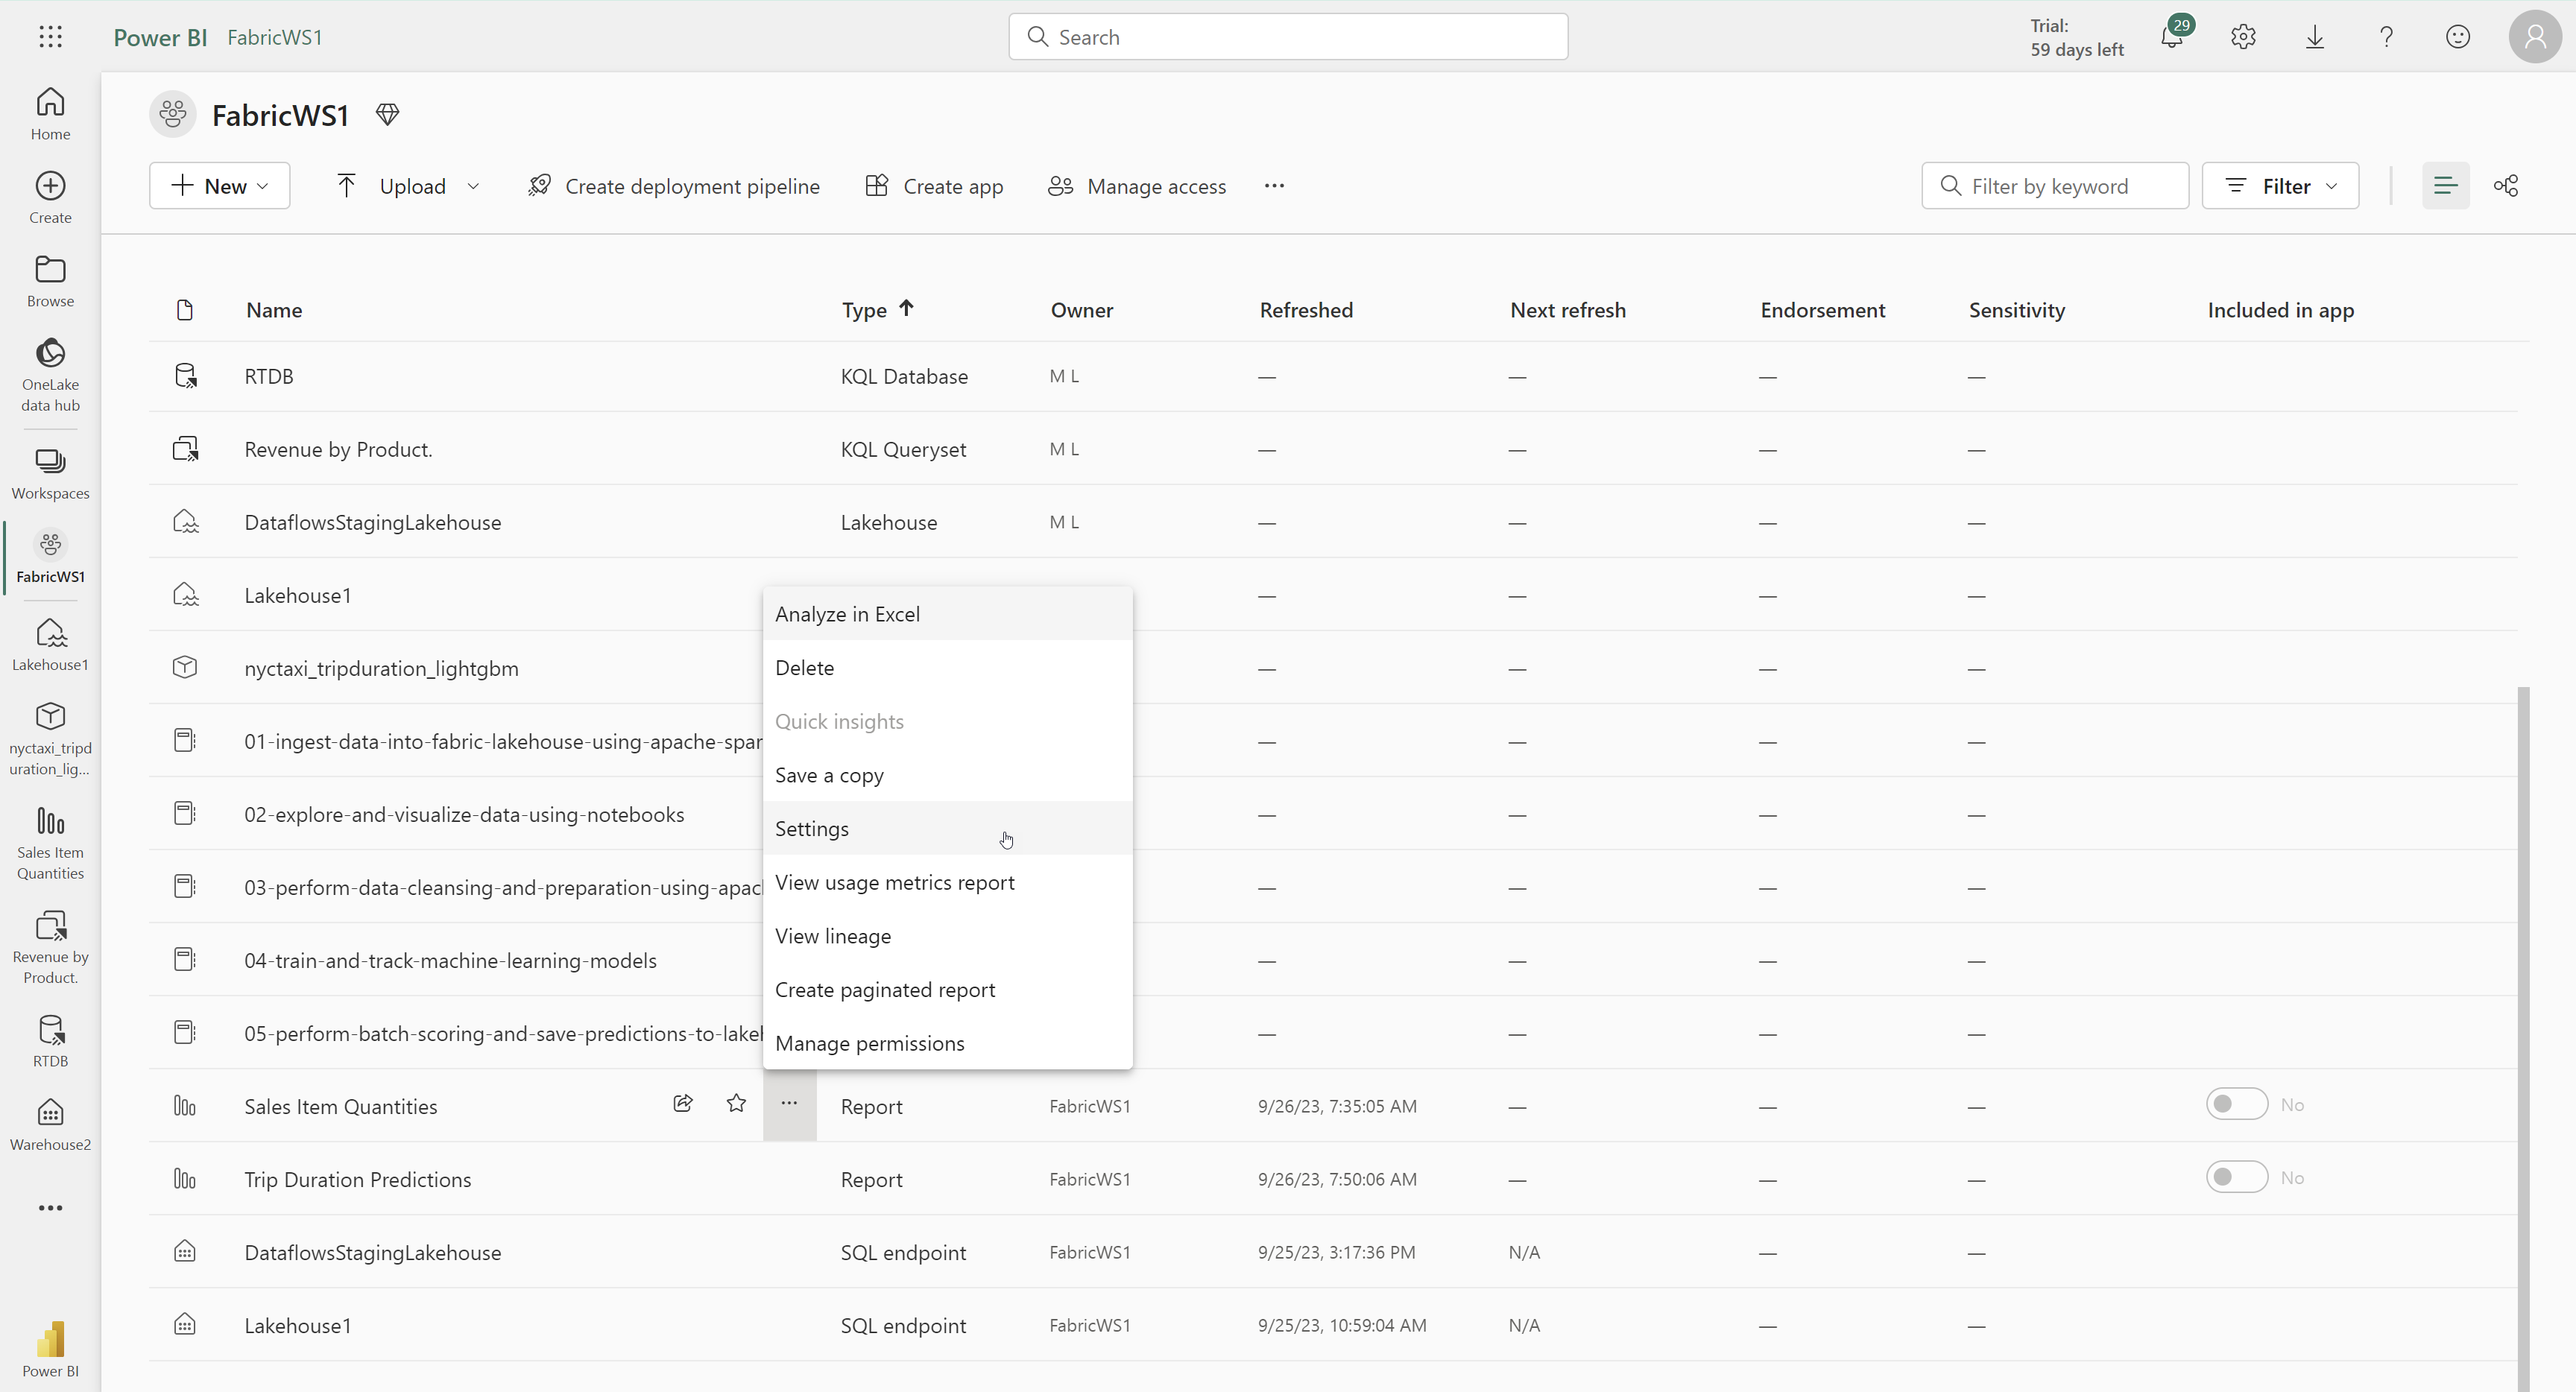 Power BI FabricWS1
Search
Trial:
59 days left
29
Home
Create
Browse
OneLake
data hub
Workspaces
FabricWS1
Lakehouse1
nyctaxi_tripd
uration_lig...
Sales Item
Quantities
Revenue by
Product.
RTDB
Warehouse2
Power BI
FabricWS1
New Upload Create deployment pipeline Create app Manage access ... Filter by keyword Filter
Name Type Owner Refreshed Next refresh Endorsement Sensitivity Included in app
RTDB KQL Database M L — — — —
Revenue by Product. KQL Queryset M L — — — —
DataflowsStagingLakehouse Lakehouse M L — — — —
Lakehouse1 — — — —
nyctaxi_tripduration_lightgbm — — — —
01-ingest-data-into-fabric-lakehouse-using-apache-spar — — — —
02-explore-and-visualize-data-using-notebooks — — — —
03-perform-data-cleansing-and-preparation-using-apac — — — —
04-train-and-track-machine-learning-models — — — —
05-perform-batch-scoring-and-save-predictions-to-lakeh — — — —
Analyze in Excel
Delete
Quick insights
Save a copy
Settings
View usage metrics report
View lineage
Create paginated report
Manage permissions
Sales Item Quantities ... Report FabricWS1 9/26/23, 7:35:05 AM — — — No
Trip Duration Predictions Report FabricWS1 9/26/23, 7:50:06 AM — — — No
DataflowsStagingLakehouse SQL endpoint FabricWS1 9/25/23, 3:17:36 PM N/A — —
Lakehouse1 SQL endpoint FabricWS1 9/25/23, 10:59:04 AM N/A — —